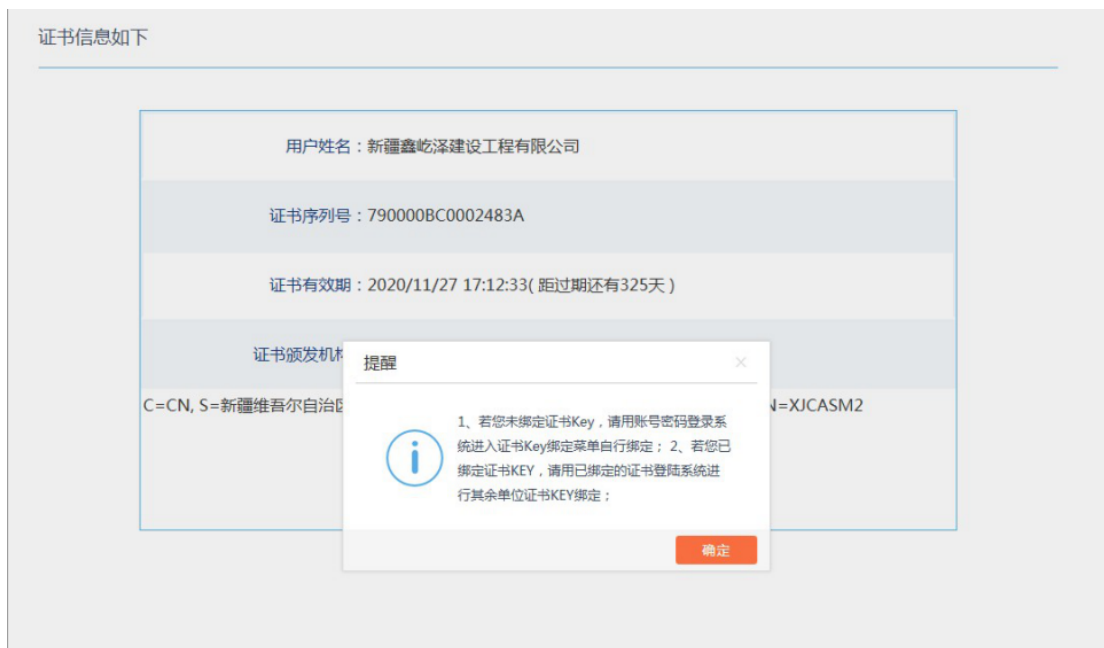 证书信息如下
用户姓名：新疆鑫屹泽建设工程有限公司
证书序列号：790000BC0002483A
证书有效期：2020/11/27 17:12:33( 距过期还有325天 )
证书颁发机
提醒
×
C=CN, S=新疆维吾尔自治区
N=XJCASM2
1、若您未绑定证书Key，请用账号密码登录系
统进入证书Key绑定菜单自行绑定； 2、若您已
绑定证书KEY，请用已绑定的证书登陆系统进
行其余单位证书KEY绑定；
确定